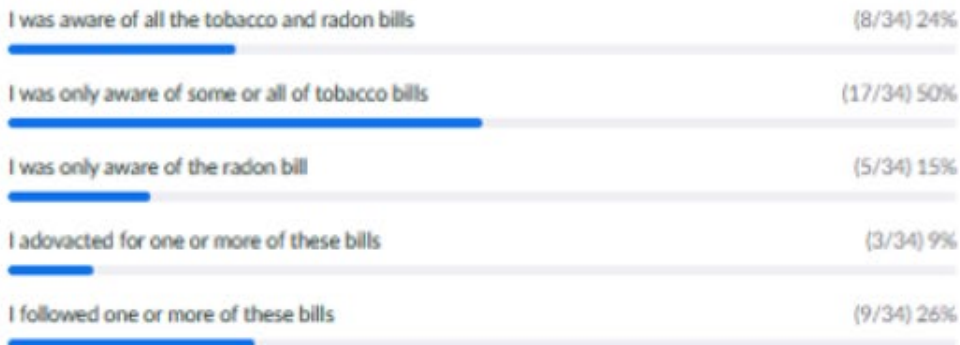 I was aware of all the tobacco and radon bills (8/34) 24%
I was only aware of some or all of tobacco bills (17/34) 50%
I was only aware of the radon bill (5/34) 15%
I adovacted for one or more of these bills (3/34) 9%
I followed one or more of these bills (9/34) 26%